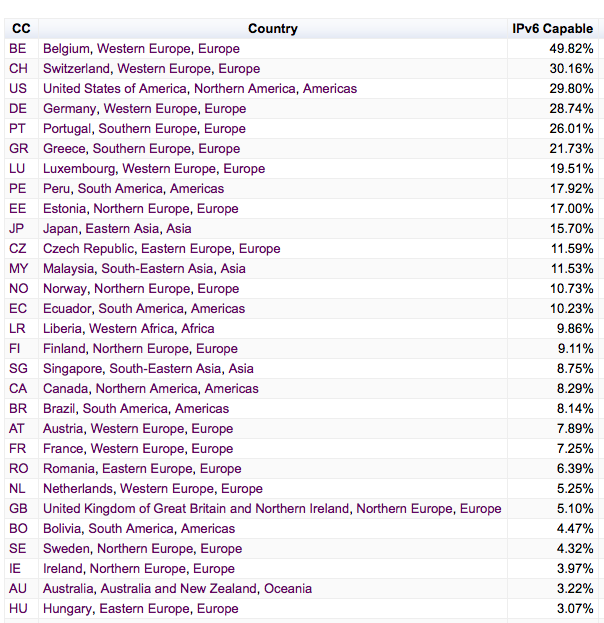 CC Country IPv6 Capable
BE Belgium, Western Europe, Europe 49.82%
CH Switzerland, Western Europe, Europe 30.16%
US United States of America, Northern America, Americas 29.80%
DE Germany, Western Europe, Europe 28.74%
PT Portugal, Southern Europe, Europe 26.01%
GR Greece, Southern Europe, Europe 21.73%
LU Luxembourg, Western Europe, Europe 19.51%
PE Peru, South America, Americas 17.92%
EE Estonia, Northern Europe, Europe 17.00%
JP Japan, Eastern Asia, Asia 15.70%
CZ Czech Republic, Eastern Europe, Europe 11.59%
MY Malaysia, South-Eastern Asia, Asia 11.53%
NO Norway, Northern Europe, Europe 10.73%
EC Ecuador, South America, Americas 10.23%
LR Liberia, Western Africa, Africa 9.86%
FI Finland, Northern Europe, Europe 9.11%
SG Singapore, South-Eastern Asia, Asia 8.75%
CA Canada, Northern America, Americas 8.29%
BR Brazil, South America, Americas 8.14%
AT Austria, Western Europe, Europe 7.89%
FR France, Western Europe, Europe 7.25%
RO Romania, Eastern Europe, Europe 6.39%
NL Netherlands, Western Europe, Europe 5.25%
GB United Kingdom of Great Britain and Northern Ireland, Northern Europe, Europe 5.10%
BO Bolivia, South America, Americas 4.47%
SE Sweden, Northern Europe, Europe 4.32%
IE Ireland, Northern Europe, Europe 3.97%
AU Australia, Australia and New Zealand, Oceania 3.22%
HU Hungary, Eastern Europe, Europe 3.07%